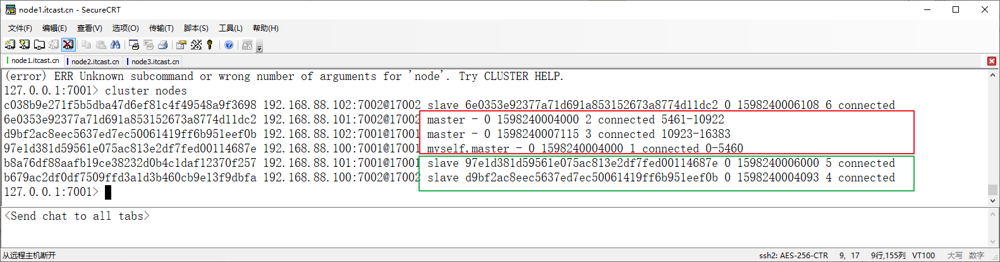 node1.itcast.cn - SecureCRT
文件(F) 编辑(E) 查看(V) 选项(O) 传输(T) 脚本(S) 工具(L) 帮助(H)
node1.itcast.cn node2.itcast.cn node3.itcast.cn
(error) ERR Unknown subcommand or wrong number of arguments for 'node'. Try CLUSTER HELP.
127.0.0.1:7001> cluster nodes
c038b9e271f5b5dba47d6ef81c4f49548a9f3698 192.168.88.102:7002@17002 slave 6e0353e92377a71d691a853152673a8774d11dc2 0 1598240006108 6 connected
6e0353e92377a71d691a853152673a8774d11dc2 192.168.88.101:7002@17002 master - 0 1598240004000 2 connected 5461-10922
d9bf2ac8eec5637ed7ec50061419ff6b951eef0b 192.168.88.102:7001@17001 master - 0 1598240007115 3 connected 10923-16383
97e1d381d59561e075ac813e2df7fed00114687e 192.168.88.100:7001@17001 myself,master - 0 1598240004000 1 connected 0-5460
b8a76df88aafb19ce38232d0b4c1daf12370f257 192.168.88.101:7001@17001 slave 97e1d381d59561e075ac813e2df7fed00114687e 0 1598240006000 5 connected
b679ac2df0df7509ffd3a1d3b460cb9e13f9dbfa 192.168.88.100:7002@17002 slave d9bf2ac8eec5637ed7ec50061419ff6b951eef0b 0 1598240004093 4 connected
127.0.0.1:7001>
<Send chat to all tabs>
从远程主机断开 ssh2: AES-256-CTR 9, 17 9行,155列 VT100 大写 数字